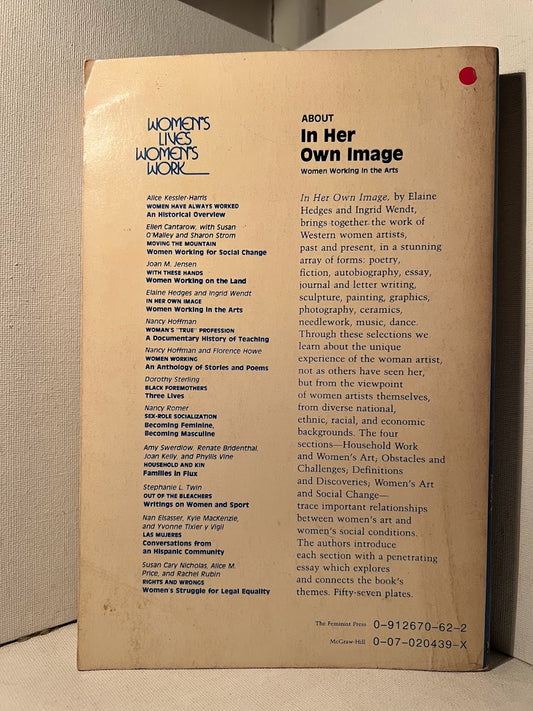 WOMEN'S
LIVES
WOMEN'S
WORK
Alice Kessler-Harris
WOMEN HAVE ALWAYS WORKED
An Historical Overview
Ellen Cantarow, with Susan
O'Malley and Sharon Strom
MOVING THE MOUNTAIN
Women Working for Social Change
Joan M. Jensen
WITH THESE HANDS
Women Working on the Land
Elaine Hedges and Ingrid Wendt
IN HER OWN IMAGE
Women Working in the Arts
Nancy Hoffman
WOMAN'S "TRUE" PROFESSION
A Documentary History of Teaching
Nancy Hoffman and Florence Howe
WOMEN WORKING
An Anthology of Stories and Poems
Dorothy Sterling
BLACK FOREMOTHERS
Three Lives
Nancy Romer
SEX-ROLE SOCIALIZATION
Becoming Feminine,
Becoming Masculine
Amy Swerdlow, Renate Bridenthal,
Joan Kelly, and Phyllis Vine
HOUSEHOLD AND KIN
Families in Flux
Stephanie L. Twin
OUT OF THE BLEACHERS
Writings on Women and Sport
Nan Elsasser, Kyle MacKenzie,
and Yvonne Tixier y Vigil
LAS MUJERES
Conversations from
an Hispanic Community
Susan Cary Nicholas, Alice M.
Price, and Rachel Rubin
RIGHTS AND WRONGS
Women's Struggle for Legal Equality
ABOUT
In Her
Own Image
Women Working in the Arts
In Her Own Image, by Elaine
Hedges and Ingrid Wendt,
brings together the work of
Western women artists,
past and present, in a stunning
array of forms: poetry,
fiction, autobiography, essay,
journal and letter writing,
sculpture, painting, graphics,
photography, ceramics,
needlework, music, dance.
Through these selections we
learn about the unique
experience of the woman artist,
not as others have seen her,
but from the viewpoint
of women artists themselves,
from diverse national,
ethnic, racial, and economic
backgrounds. The four
sections—Household Work
and Women's Art; Obstacles and
Challenges; Definitions
and Discoveries; Women's Art
and Social Change—
trace important relationships
between women's art and
women's social conditions.
The authors introduce
each section with a penetrating
essay which explores
and connects the book's
themes. Fifty-seven plates.
The Feminist Press 0-912670-62-2
McGraw-Hill 0-07-020439-X